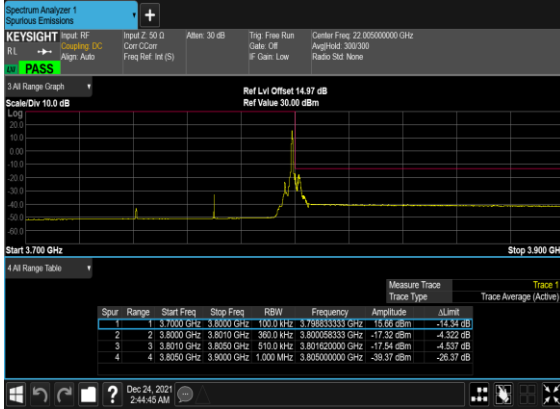 Spectrum Analyzer 1
Spurious Emissions
KEYSIGHT Input: RF Input Z: 50 Ω Atten: 30 dB Trig: Free Run Center Freq: 22.005000000 GHz
RL Coupling: DC Corr CCorr Gate: Off Avg|Hold: 300/300
Align: Auto Freq Ref: Int (S) IF Gain: Low Radio Std: None
PASS
3 All Range Graph
Ref Lvl Offset 14.97 dB
Scale/Div 10.0 dB Ref Value 30.00 dBm
Log
20.0
10.0
0.00
-10.0
-20.0
-30.0
-40.0
-50.0
-60.0
Start 3.700 GHz Stop 3.900 GH
4 All Range Table
Measure Trace Trace 1
Trace Type Trace Average (Active)
Spur Range Start Freq Stop Freq RBW Frequency Amplitude ΔLimit
1 1 3.7000 GHz 3.8000 GHz 100.0 kHz 3.798833333 GHz 15.66 dBm -14.34 dB
2 2 3.8000 GHz 3.8010 GHz 360.0 kHz 3.800058333 GHz -17.32 dBm -4.322 dB
3 3 3.8010 GHz 3.8050 GHz 510.0 kHz 3.801620000 GHz -17.54 dBm -4.537 dB
4 4 3.8050 GHz 3.9000 GHz 1.000 MHz 3.805000000 GHz -39.37 dBm -26.37 dB
Dec 24, 2021
2:44:45 AM